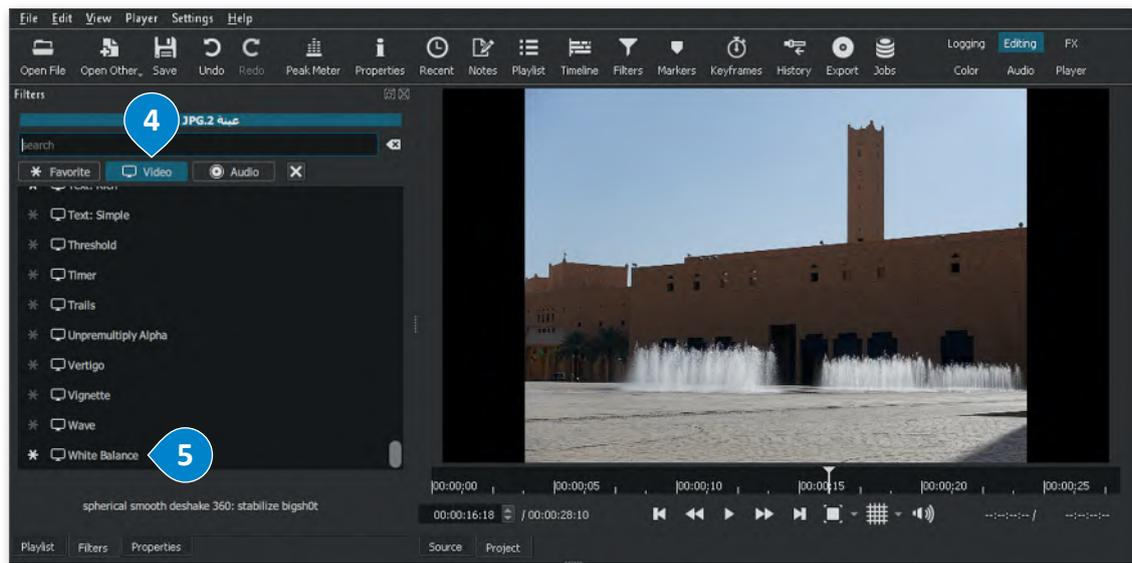 File Edit View Player Settings Help
Open File Open Other... Save Undo Redo Peak Meter Properties Recent Notes Playlist Timeline Filters Markers Keyframes History Export Jobs
Logging Editing FX
Color Audio Player
Filters
4
عينة 2.JPG
search
Favorite Video Audio
Text: Rich
Text: Simple
Threshold
Timer
Trails
Unpremultiply Alpha
Vertigo
Vignette
Wave
White Balance
5
spherical smooth deshake 360: stabilize bigsh0t
Playlist Filters Properties
00:00;00 00:00;05 00:00;10 00:00;15 00:00;20 00:00;25
00:00:16:18 / 00:00:28:10 --:--:--:-- / --:--:--:--
Source Project